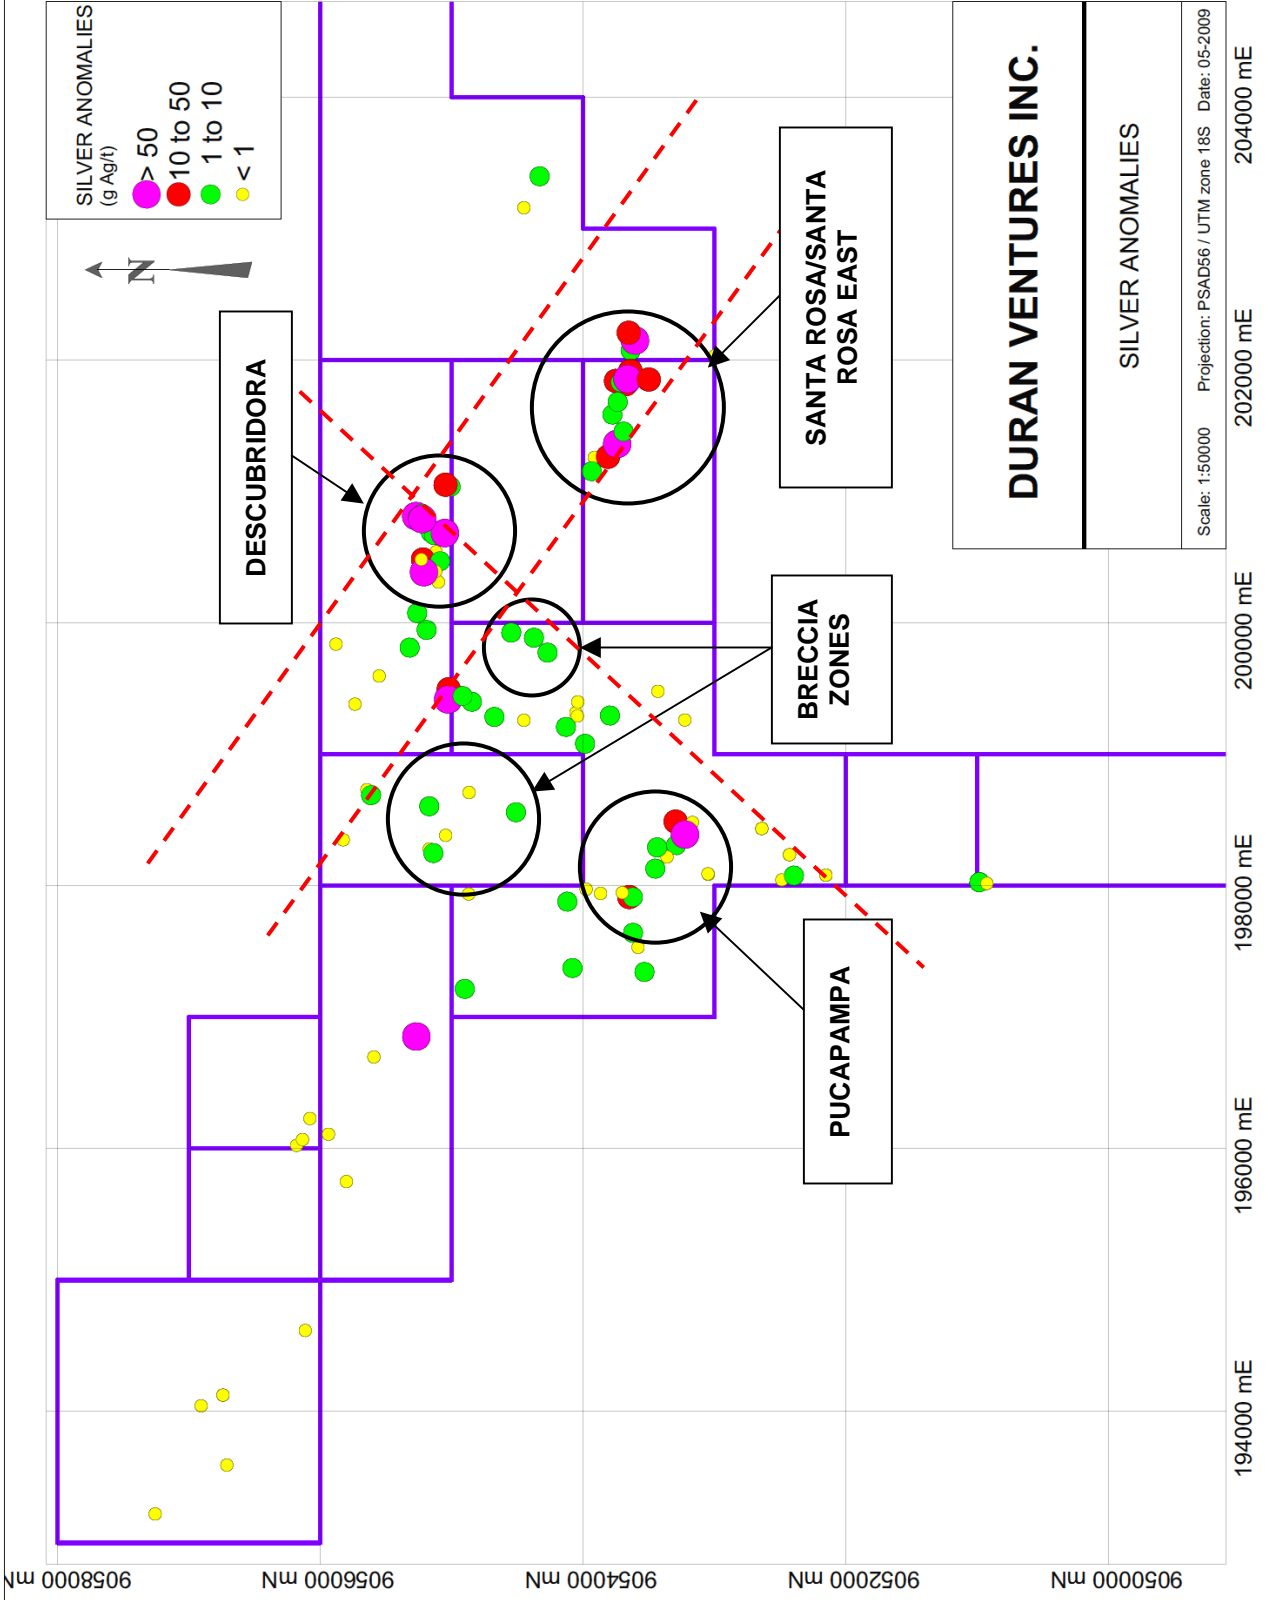 SILVER ANOMALIES
(g Ag/t)
> 50
10 to 50
1 to 10
< 1
N
DESCUBRIDORA
SANTA ROSA/SANTA
ROSA EAST
BRECCIA
ZONES
PUCAPAMPA
DURAN VENTURES INC.
SILVER ANOMALIES
Scale: 1:50000 Projection: PSAD56 / UTM zone 18S Date: 05-2009
9058000 mN
9056000 mN
9054000 mN
9052000 mN
9050000 mN
194000 mE
196000 mE
198000 mE
200000 mE
202000 mE
204000 mE